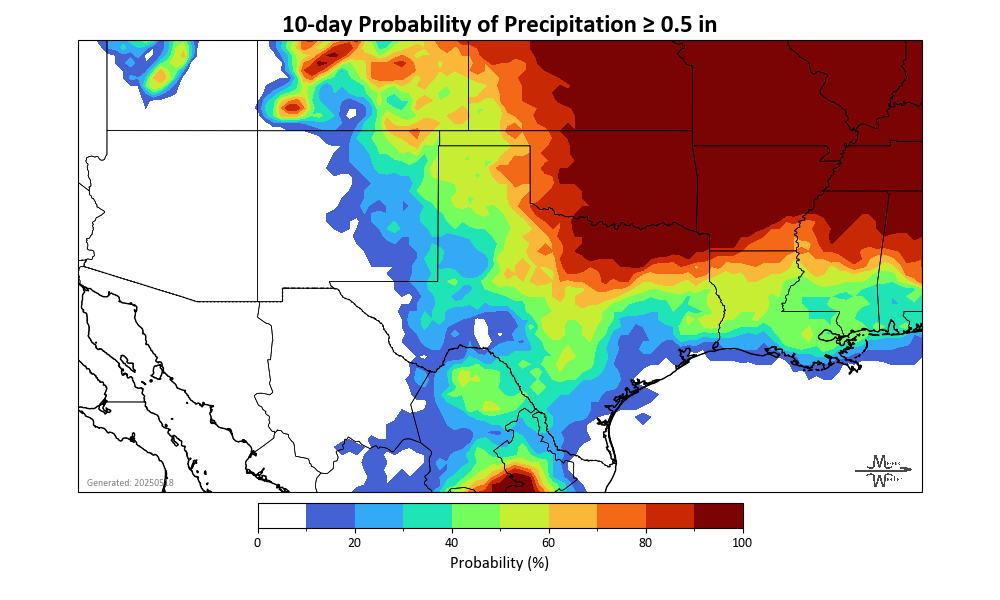 10-day Probability of Precipitation ≥ 0.5 in
Generated: 20250518
0 20 40 60 80 100
Probability (%)